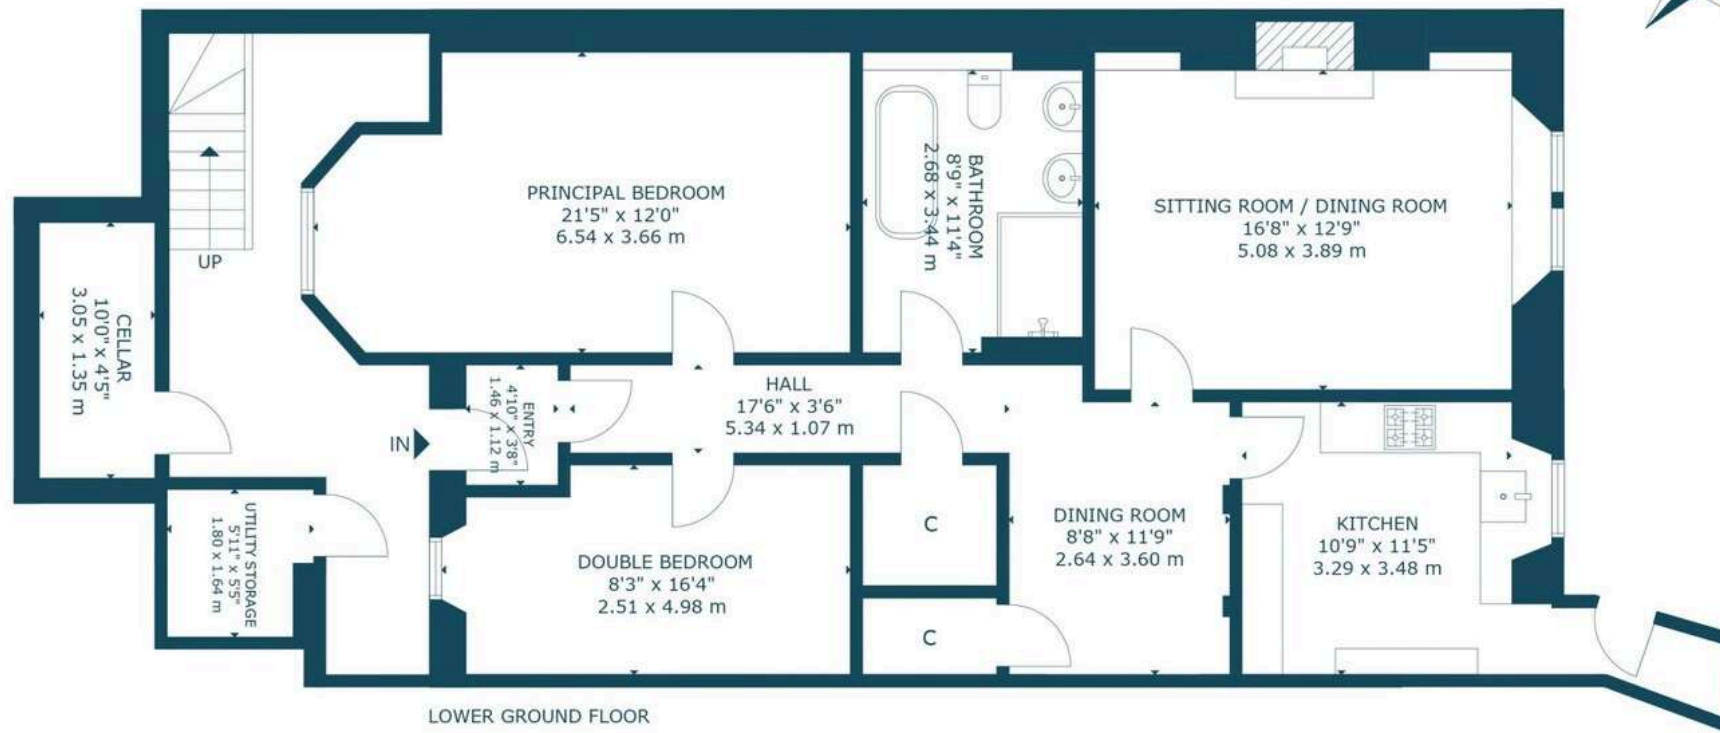 PRINCIPAL BEDROOM
21'5" x 12'0"
6.54 x 3.66 m
BATHROOM
8'9" x 11'4"
2.68 x 3.44 m
SITTING ROOM / DINING ROOM
16'8" x 12'9"
5.08 x 3.89 m
UP
CELLAR
10'0" x 4'5"
3.05 x 1.35 m
IN
ENTRY
4'10" x 3'8"
1.46 x 1.12 m
HALL
17'6" x 3'6"
5.34 x 1.07 m
UTILITY STORAGE
5'11" x 5'5"
1.80 x 1.64 m
DOUBLE BEDROOM
8'3" x 16'4"
2.51 x 4.98 m
C
C
DINING ROOM
8'8" x 11'9"
2.64 x 3.60 m
KITCHEN
10'9" x 11'5"
3.29 x 3.48 m
LOWER GROUND FLOOR